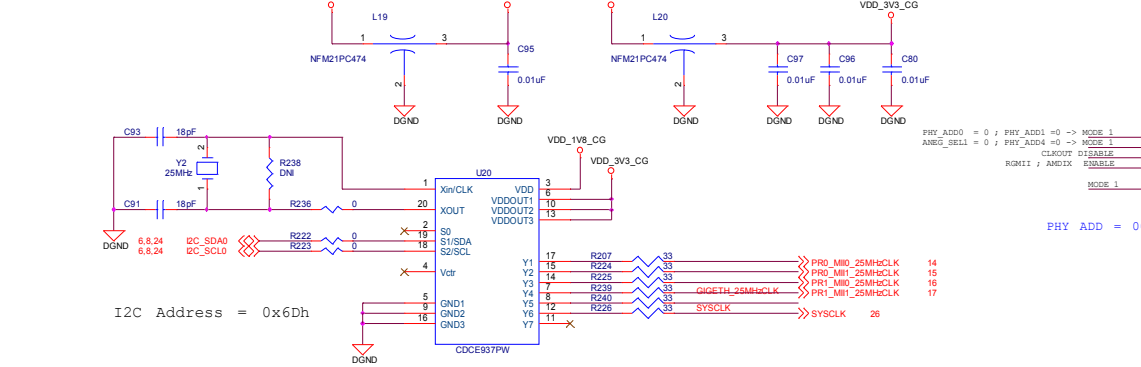 VDD_3V3_CG
L19
L20
1
3
1
3
NFM21PC474
C95
NFM21PC474
C97
C96
C80
2
0.01uF
2
0.01uF
0.01uF
0.01uF
DGND
DGND
DGND
DGND
DGND
DGND
C93
18pF
PHY_ADD0 = 0 ; PHY_ADD1 =0 -> MODE 1
ANEG_SEL1 = 0 ; PHY_ADD4 =0 -> MODE 1
CLKOUT DISABLE
RGMII ; AMDIX ENABLE
MODE 1
2
Y2
25MHz
1
R238
DNI
VDD_1V8_CG
VDD_3V3_CG
U20
1
Xin/CLK
VDD
3
VDDOUT1
6
VDDOUT2
10
VDDOUT3
13
C91
18pF
R236
0
20
XOUT
DGND
PHY ADD = 0
2
S0
6,8,24
I2C_SDA0
R222
0
19
S1/SDA
6,8,24
I2C_SCL0
R223
0
18
S2/SCL
4
Vctr
Y1
17
R207
33
PR0_MII0_25MHzCLK
14
Y2
15
R224
33
PR0_MII1_25MHzCLK
15
Y3
14
R225
33
PR1_MII0_25MHzCLK
16
Y4
7
R239
33
GIGETH_25MHzCLK
PR1_MII1_25MHzCLK
17
Y5
8
R240
33
SYSCLK
Y6
12
R226
33
SYSCLK
26
Y7
11
5
GND1
9
GND2
16
GND3
I2C Address = 0x6Dh
DGND
CDCE937PW